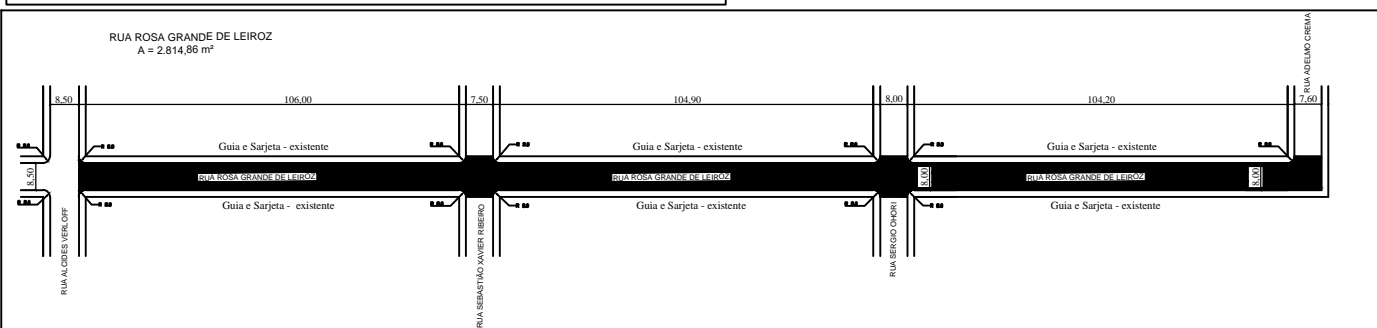 RUA ROSA GRANDE DE LEIROZ
A = 2.814,86 m²
RUA ADELMO CREMA
8,50
106,00
7,50
104,90
8,00
104,20
7,60
Guia e Sarjeta - existente
Guia e Sarjeta - existente
Guia e Sarjeta - existente
8,50
RUA ROSA GRANDE DE LEIROZ
RUA ROSA GRANDE DE LEIROZ
8,00
RUA ROSA GRANDE DE LEIROZ
8,00
Guia e Sarjeta - existente
Guia e Sarjeta - existente
Guia e Sarjeta - existente
RUA ALCIDES VERLOFF
RUA SEBASTIÃO XAVIER RIBEIRO
RUA SERGIO OHORI